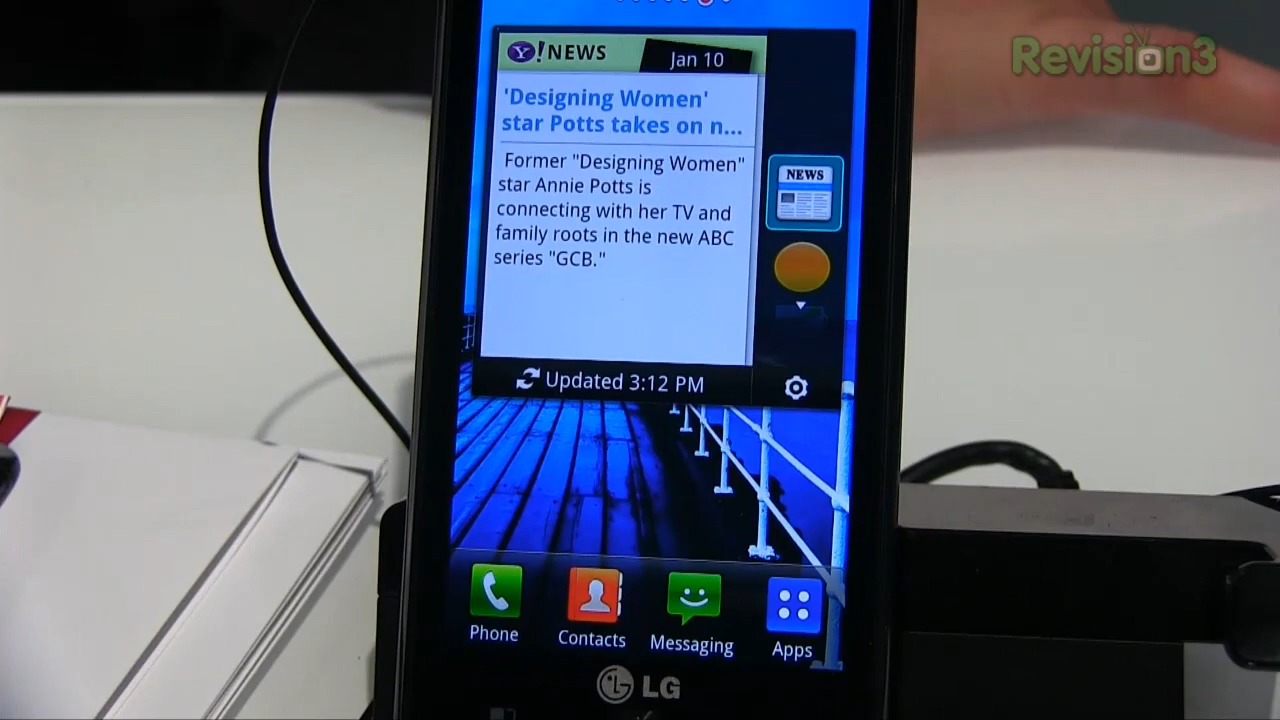 Revision3
Y! NEWS
Jan 10
'Designing Women'
star Potts takes on n...
Former "Designing Women"
star Annie Potts is
connecting with her TV and
family roots in the new ABC
series "GCB."
NEWS
Updated 3:12 PM
Phone
Contacts
Messaging
Apps
LG LG